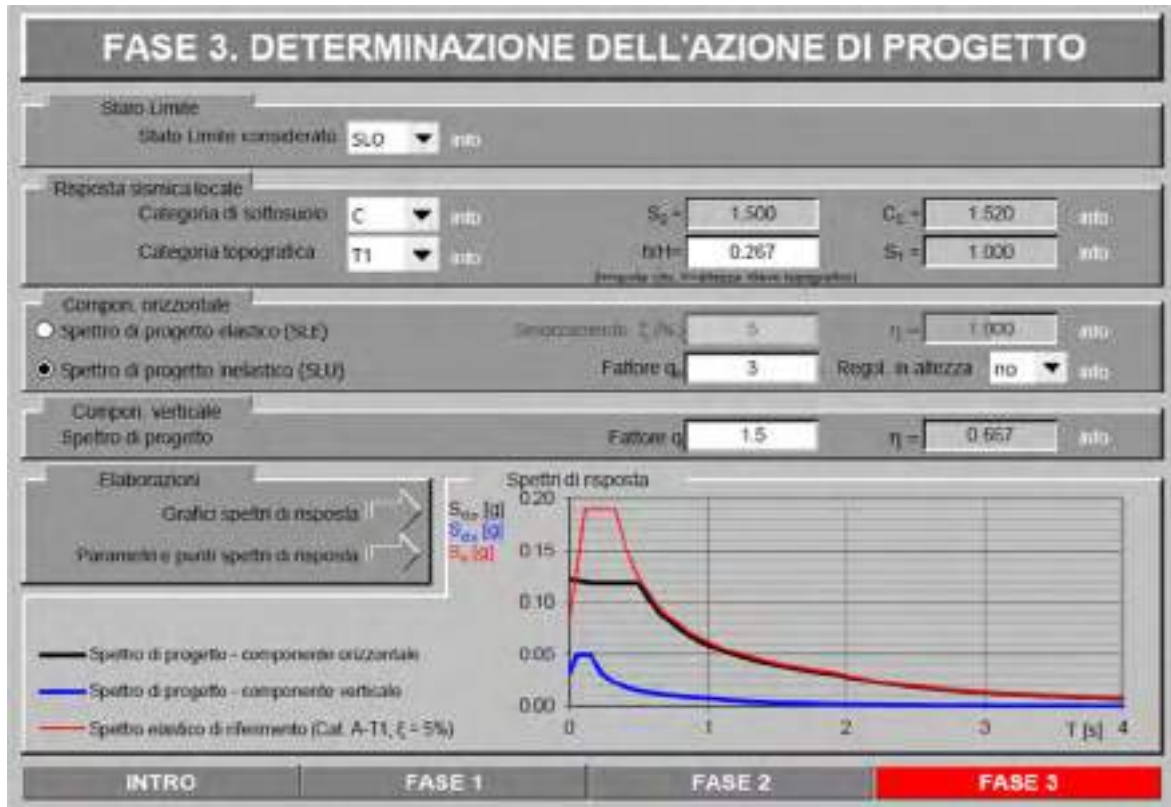 FASE 3. DETERMINAZIONE DELL'AZIONE DI PROGETTO
Stato Limite
Stato Limite considerato SLO info
Risposta sismica locale
Categoria di sottosuolo C info SS = 1.500 CC = 1.520 info
Categoria topografica T1 info h/H= 0.267 ST = 1.000 info
Compon. orizzontale
Spettro di progetto elastico (SLE) Smorzamento ξ (%) 5 η = 1.000 info
Spettro di progetto inelastico (SLU) Fattore qo 3 Regol. in altezza no info
Compon. verticale
Spettro di progetto Fattore q 1.5 η = 0.667 info
Elaborazioni
Grafici spettri di risposta
Parametri e punti spettri di risposta
Spettri di risposta
[g]
[g]
Se [g]
0.20
0.15
0.10
0.05
0.00
0 1 2 3 T [s] 4
Spettro di progetto - componente orizzontale
Spettro di progetto - componente verticale
Spettro elastico di riferimento (Cat. A-T1, ξ = 5%)
INTRO FASE 1 FASE 2 FASE 3